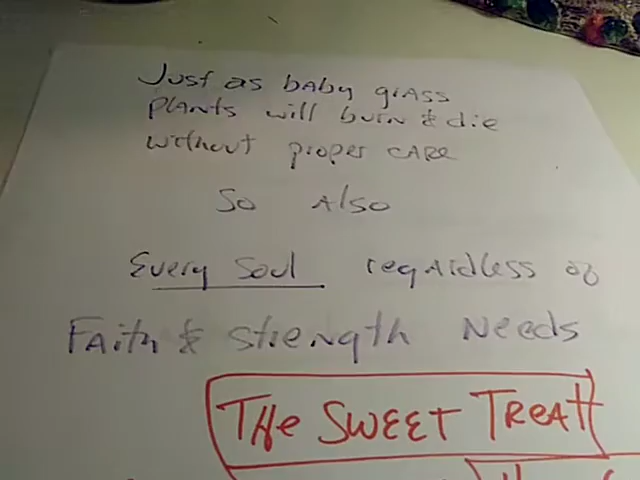 Just as baby grass
plants will burn & die
without proper care
So Also
Every Soul regardless of
Faith & Strength Needs
THE SWEET TREAT